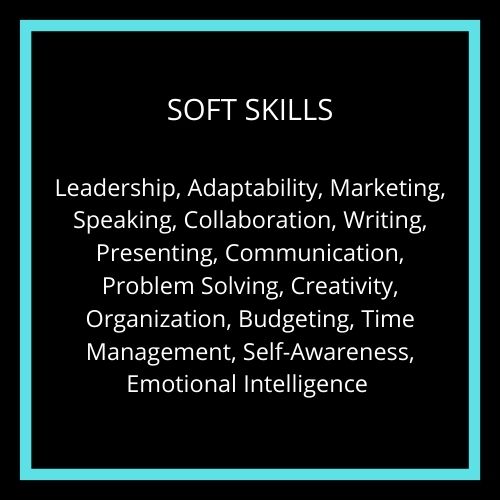 SOFT SKILLS
Leadership, Adaptability, Marketing,
Speaking, Collaboration, Writing,
Presenting, Communication,
Problem Solving, Creativity,
Organization, Budgeting, Time
Management, Self-Awareness,
Emotional Intelligence